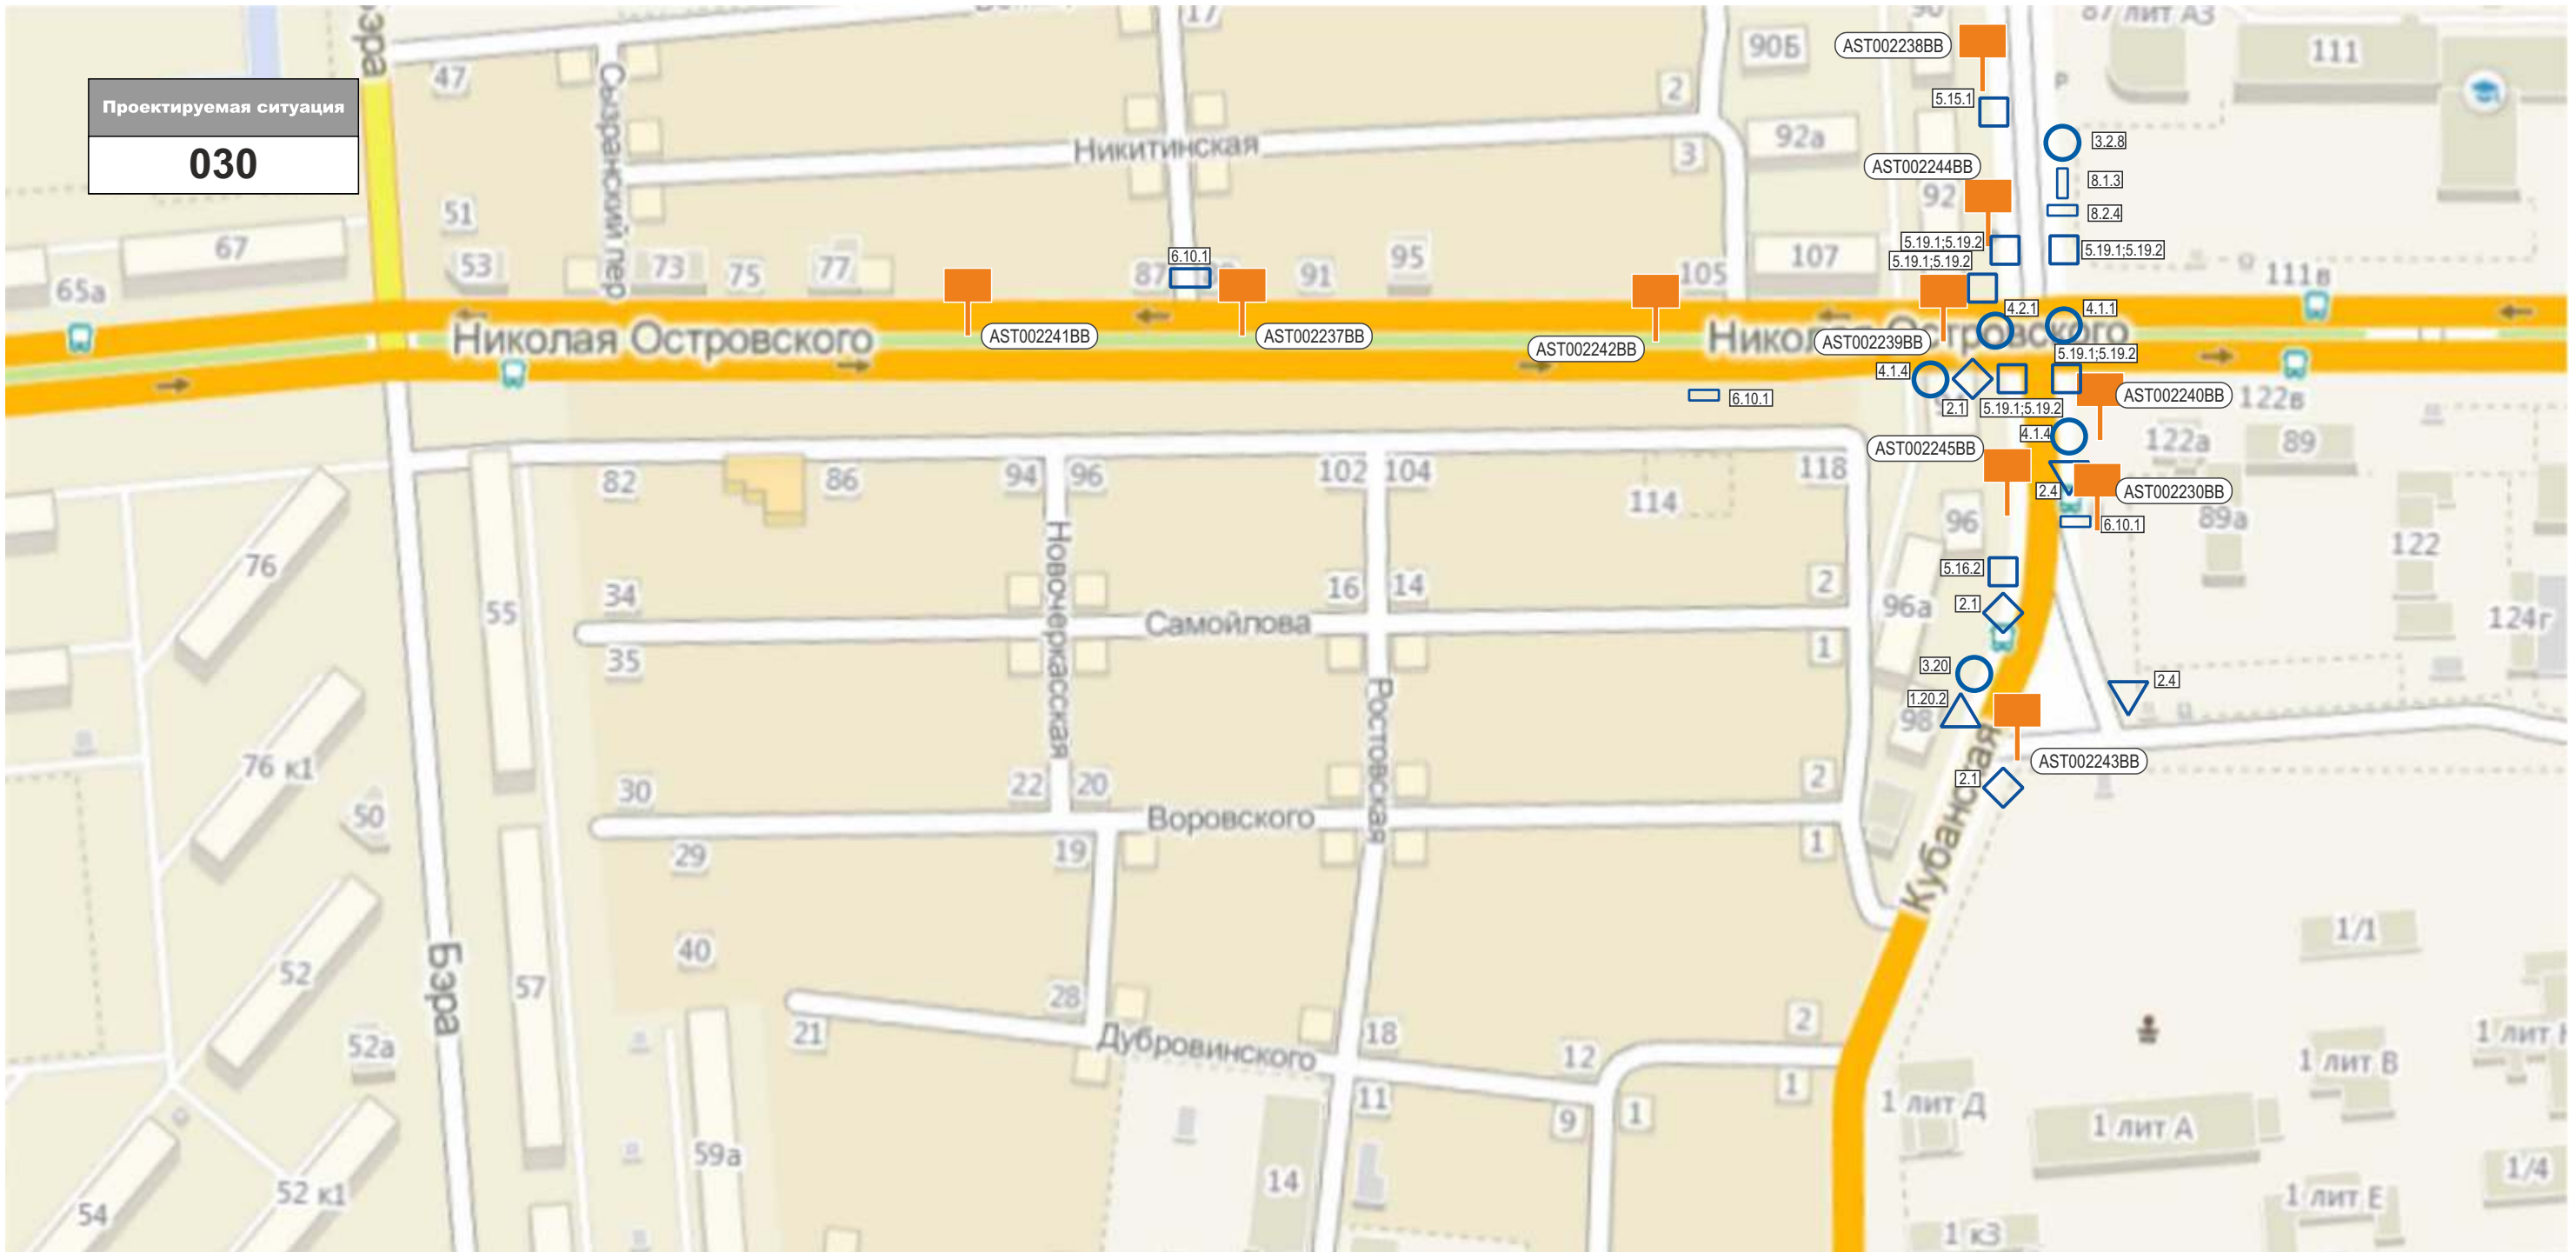 Проектируемая ситуация
030
17
87 лит А3
111
90Б
AST002238BB
47
2
5.15.1
Сызранский пер
3.2.8
92а
Никитинская
3
AST002244BB
8.1.3
92
8.2.4
51
67
53
73
75
77
6.10.1
87
91
95
105
107
5.19.1;5.19.2
5.19.1;5.19.2
5.19.1;5.19.2
111в
65а
4.2.1
4.1.1
Николая Островского
AST002241BB
AST002237BB
AST002242BB
Николая Островского
AST002239BB
5.19.1;5.19.2
4.1.4
6.10.1
2.1
5.19.1;5.19.2
AST002240BB
122в
4.1.4
AST002245BB
122а
89
82
86
94
96
102
104
114
118
2.4
AST002230BB
6.10.1
89а
96
122
76
55
34
Новочеркасская
16
14
2
5.16.2
2.1
96а
124г
Самойлова
35
1
3.20
2.4
1.20.2
98
Ростовская
AST002243BB
76 к1
30
22
20
2
2.1
50
Воровского
29
19
1
Кубанская
40
1/1
Бэра
52
57
28
21
18
2
52а
Дубровинского
12
1 лит В
11
1
1 лит Д
9
1
1 лит А
59а
14
1/4
52 к1
54
1 лит Е
1 к3